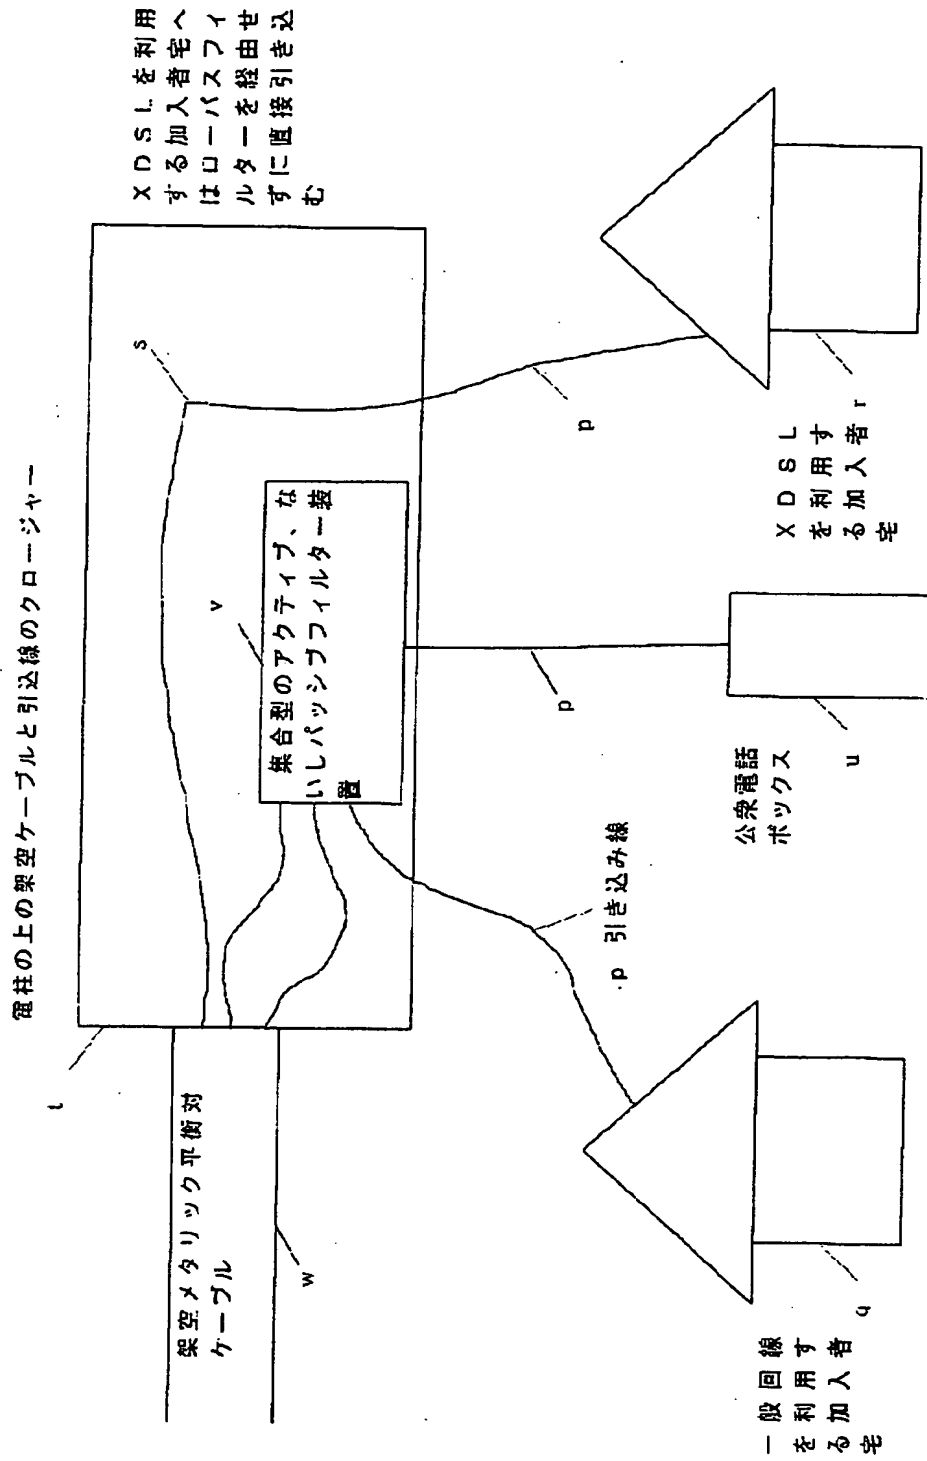 電柱の上の架空ケーブルと引込線のクロージャー
XDSLを利用
する加入者宅へ
はローパスフィ
ルターを経由せ
ずに直接引き込
む
t
s
v
架空メタリック平衡対
ケーブル
w
集合型のアクティブ、な
いしパッシブフィルター装
置
p 引き込み線
p
p
一般回線
を利用す
る加入者
宅
q
公衆電話
ボックス
u
XDSL
を利用す
る加入者
宅
r